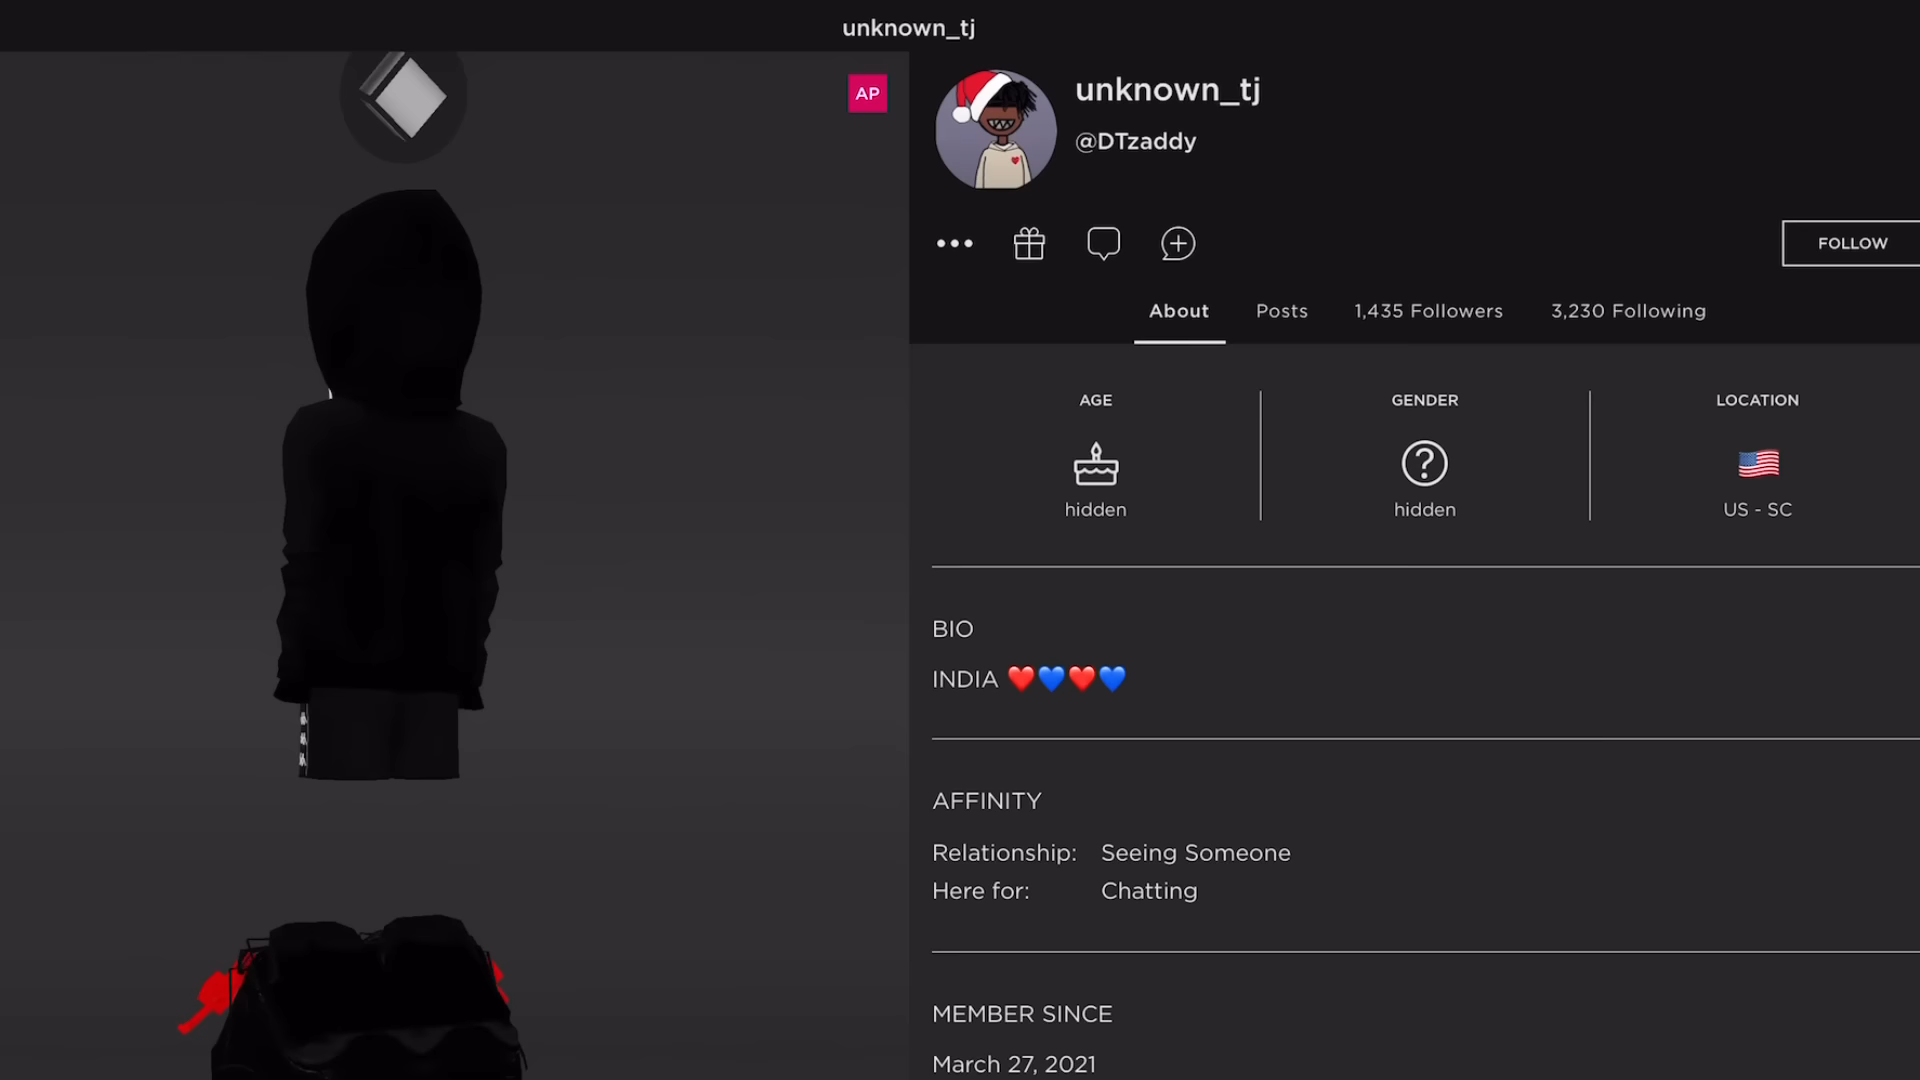 unknown_tj
AP
unknown_tj
@DTzaddy
FOLLOW
About Posts 1,435 Followers 3,230 Following
AGE GENDER LOCATION
hidden hidden US - SC
BIO
INDIA ❤️💙❤️💙
AFFINITY
Relationship: Seeing Someone
Here for: Chatting
MEMBER SINCE
March 27, 2021